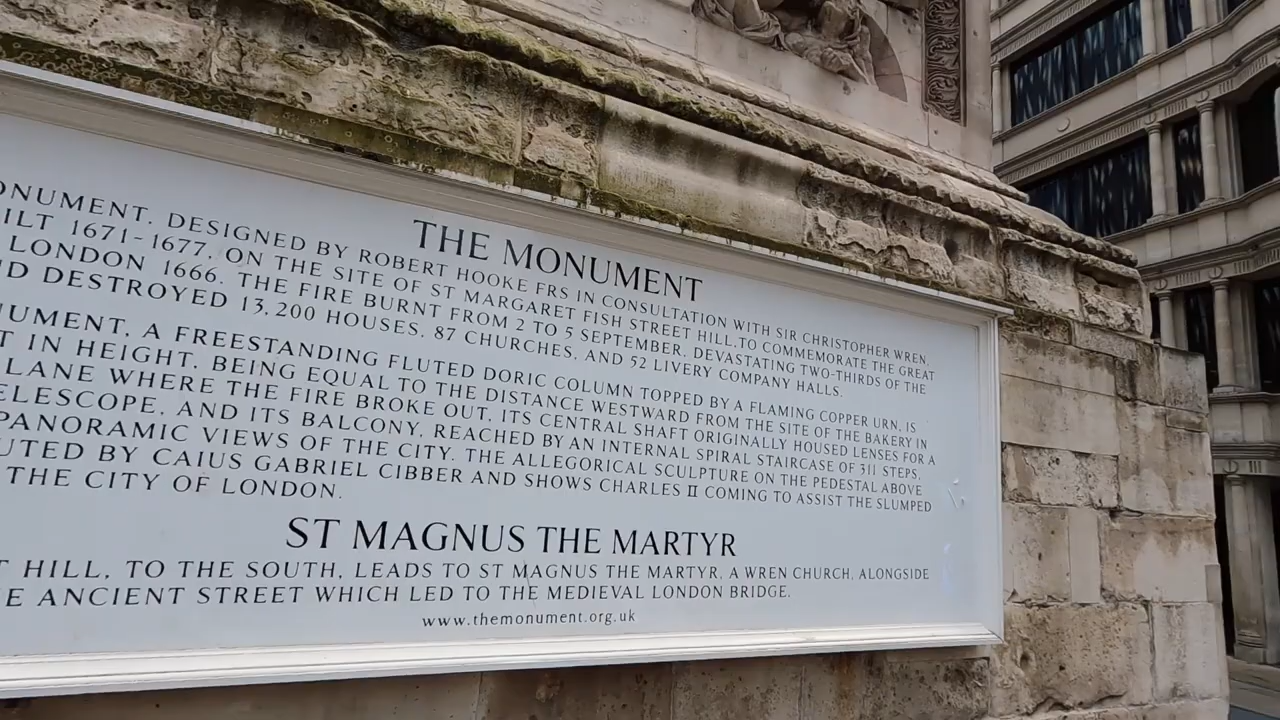 THE MONUMENT
MONUMENT, DESIGNED BY ROBERT HOOKE FRS IN CONSULTATION WITH SIR CHRISTOPHER WREN,
1671-1677, ON THE SITE OF ST MARGARET FISH STREET HILL, TO COMMEMORATE THE GREAT
LONDON 1666. THE FIRE BURNT FROM 2 TO 5 SEPTEMBER, DEVASTATING TWO-THIRDS OF THE
DESTROYED 13,200 HOUSES, 87 CHURCHES, AND 52 LIVERY COMPANY HALLS.
A FREESTANDING FLUTED DORIC COLUMN TOPPED BY A FLAMING COPPER URN, IS
IN HEIGHT, BEING EQUAL TO THE DISTANCE WESTWARD FROM THE SITE OF THE BAKERY IN
LANE WHERE THE FIRE BROKE OUT. ITS CENTRAL SHAFT ORIGINALLY HOUSED LENSES FOR A
TELESCOPE, AND ITS BALCONY, REACHED BY AN INTERNAL SPIRAL STAIRCASE OF 311 STEPS,
PANORAMIC VIEWS OF THE CITY. THE ALLEGORICAL SCULPTURE ON THE PEDESTAL ABOVE
BY CAIUS GABRIEL CIBBER AND SHOWS CHARLES II COMING TO ASSIST THE SLUMPED
THE CITY OF LONDON.
ST MAGNUS THE MARTYR
HILL, TO THE SOUTH, LEADS TO ST MAGNUS THE MARTYR, A WREN CHURCH, ALONGSIDE
ANCIENT STREET WHICH LED TO THE MEDIEVAL LONDON BRIDGE.
www.themonument.org.uk